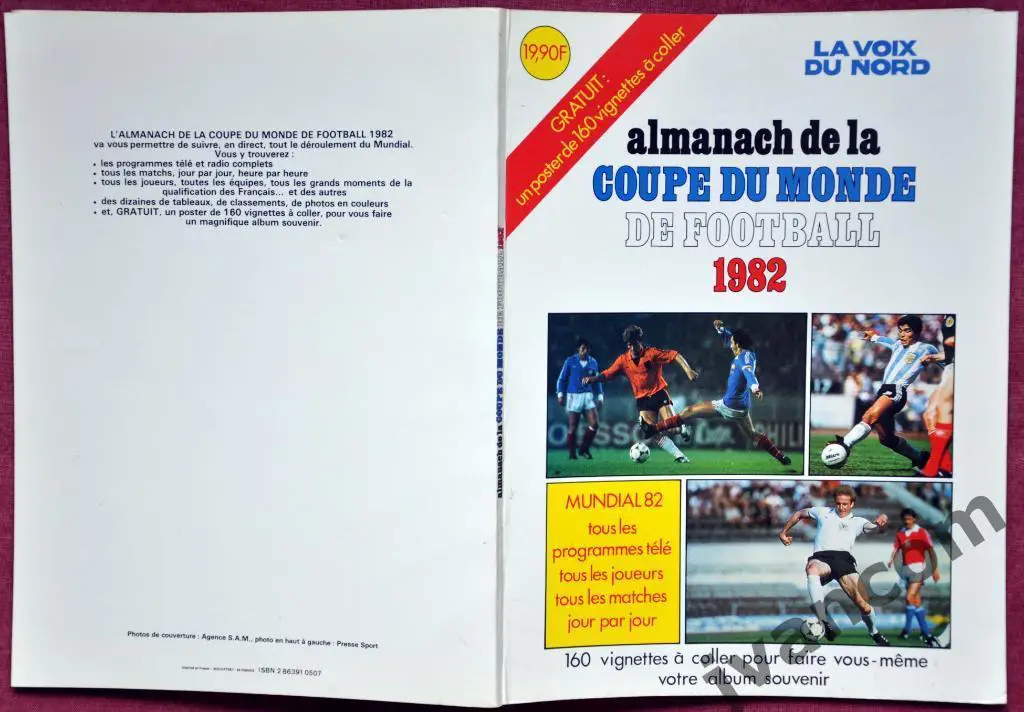 L'ALMANACH DE LA COUPE DU MONDE DE FOOTBALL 1982
va vous permettre de suivre, en direct, tout le déroulement du Mundial.
Vous y trouverez :
• les programmes télé et radio complets
• tous les matchs, jour par jour, heure par heure
• tous les joueurs, toutes les équipes, tous les grands moments de la
qualification des Français... et des autres
• des dizaines de tableaux, de classements, de photos en couleurs
• et, GRATUIT, un poster de 160 vignettes à coller, pour vous faire
un magnifique album souvenir.
Photos de couverture : Agence S.A.M., photo en haut à gauche : Presse Sport
ISBN 2 86391 0507
almanach de la COUPE DU MONDE DE FOOTBALL 1982
19,90F
GRATUIT :
un poster de 160 vignettes à coller
LA VOIX
DU NORD
almanach de la
COUPE DU MONDE
DE FOOTBALL
1982
MUNDIAL 82
tous les
programmes télé
tous les joueurs
tous les matches
jour par jour
160 vignettes à coller pour faire vous-même
votre album souvenir
ivancom